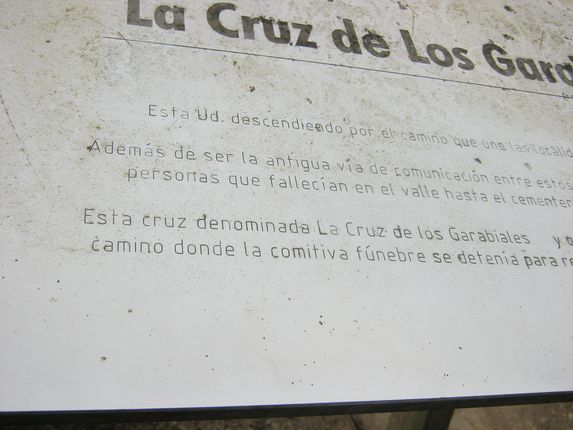 La Cruz de Los
Esta Ud. descendiendo por el camino que une las
Además de ser la antigua vía de comunicación entre estos
personas que fallecían en el valle hasta el
Esta cruz denominada La Cruz de los Garabiales y
camino donde la comitiva fúnebre se detenía para